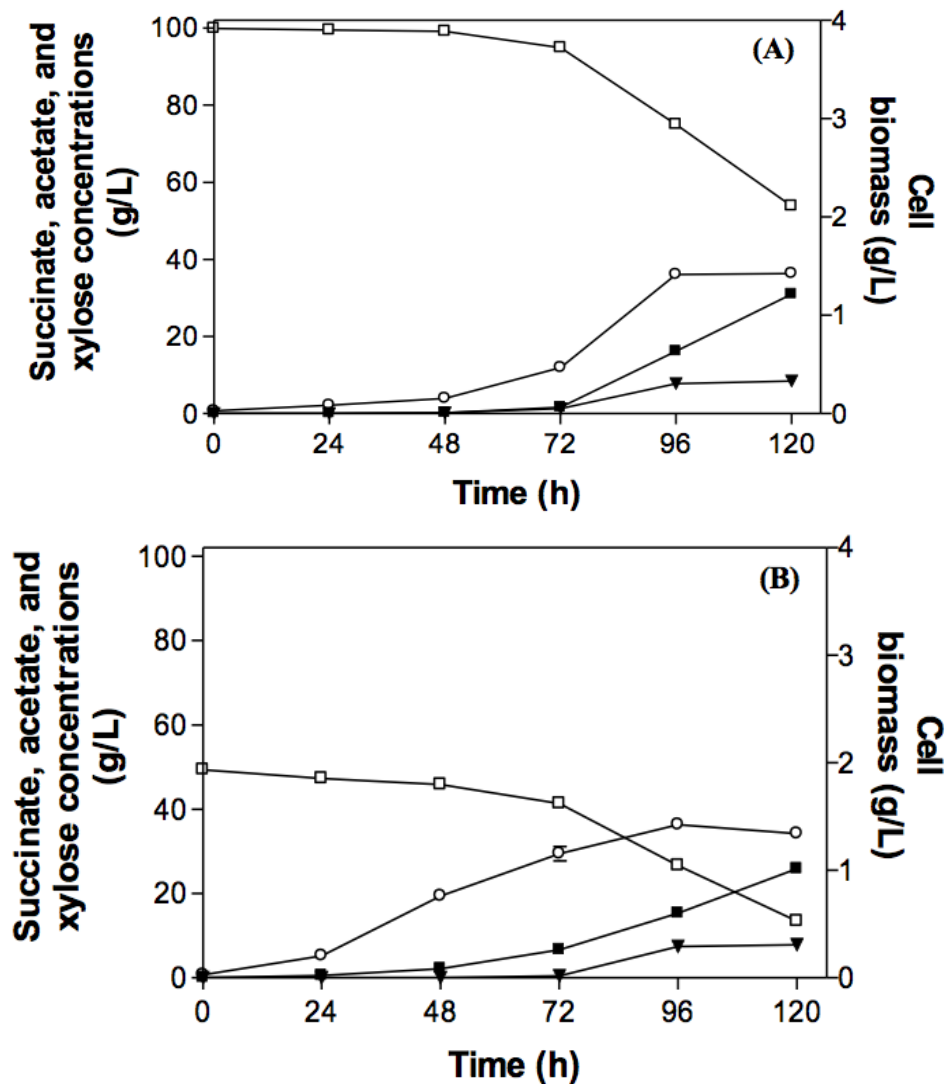 Succinate, acetate, and
xylose concentrations
(g/L)
100
80
60
40
20
0
(A)
4
3
2
1
0
Cell
biomass (g/L)
0 24 48 72 96 120
Time (h)
Succinate, acetate, and
xylose concentrations
(g/L)
100
80
60
40
20
0
(B)
4
3
2
1
0
Cell
biomass (g/L)
0 24 48 72 96 120
Time (h)